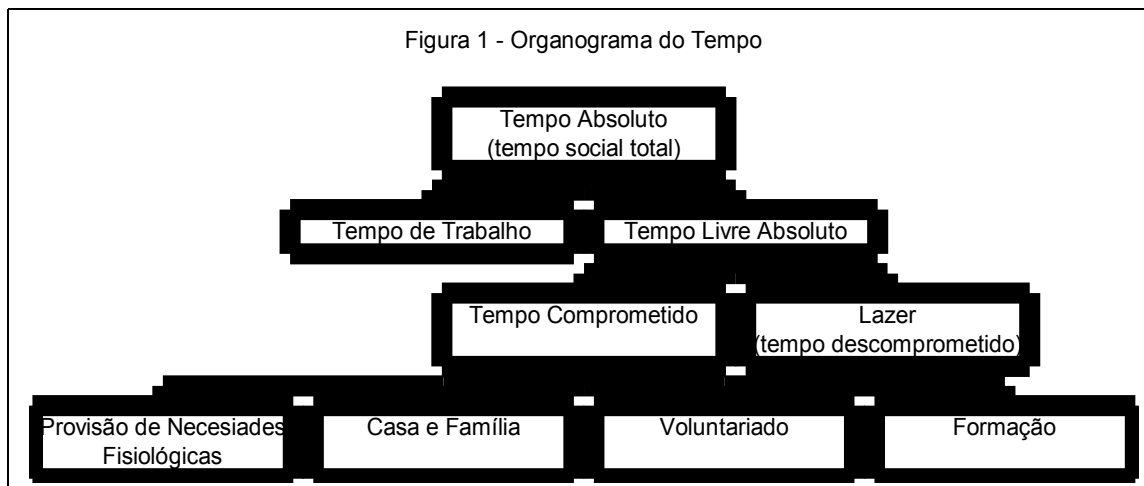 Figura 1 - Organograma do Tempo
Tempo Absoluto
(tempo social total)
Tempo de Trabalho
Tempo Livre Absoluto
Tempo Comprometido
Lazer
(tempo descomprometido)
Provisão de Necesiades
Fisiológicas
Casa e Família
Voluntariado
Formação